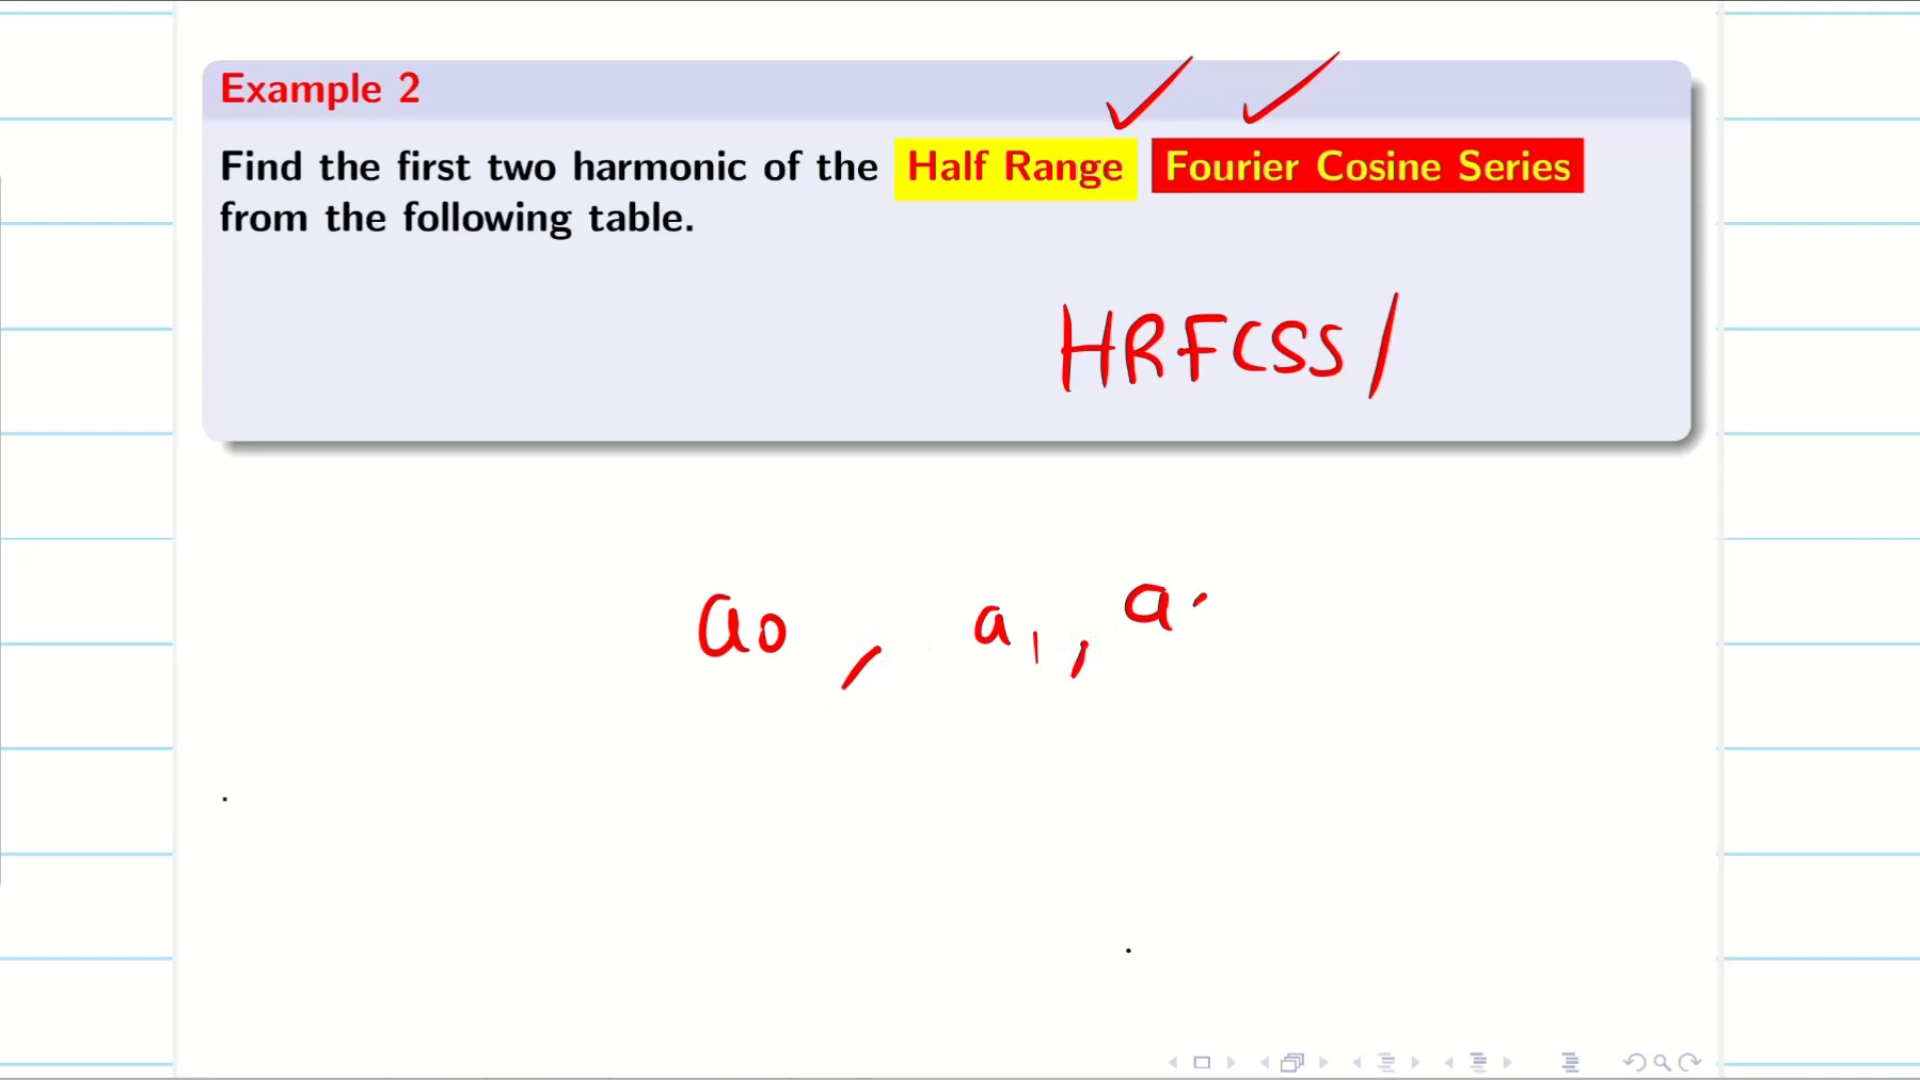 Example 2
Find the first two harmonic of the Half Range Fourier Cosine Series
from the following table.
HRFCSS/
a0 , a1 , a